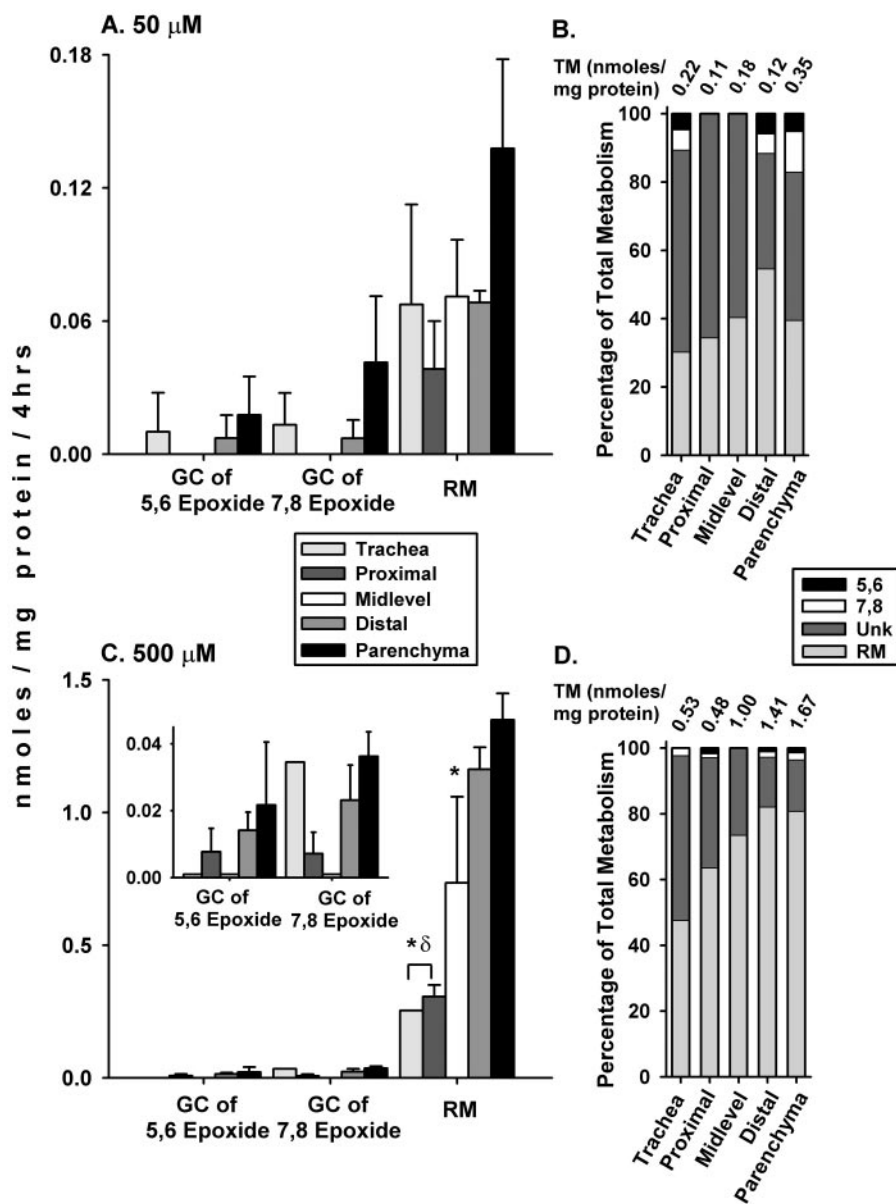 A. 50 μM
0.18
0.12
0.06
0.00
GC of
5,6 Epoxide
GC of
7,8 Epoxide
RM
nmoles / mg protein / 4hrs
B.
TM (nmoles/
mg protein)
0.22
0.11
0.18
0.12
0.35
Percentage of Total Metabolism
100
80
60
40
20
0
Trachea
Proximal
Midlevel
Distal
Parenchyma
Trachea
Proximal
Midlevel
Distal
Parenchyma
5,6
7,8
Unk
RM
C. 500 μM
1.5
1.0
0.5
0.0
0.04
0.02
0.00
GC of
5,6 Epoxide
GC of
7,8 Epoxide
*δ
*
GC of
5,6 Epoxide
GC of
7,8 Epoxide
RM
D.
TM (nmoles/
mg protein)
0.53
0.48
1.00
1.41
1.67
Percentage of Total Metabolism
100
80
60
40
20
0
Trachea
Proximal
Midlevel
Distal
Parenchyma